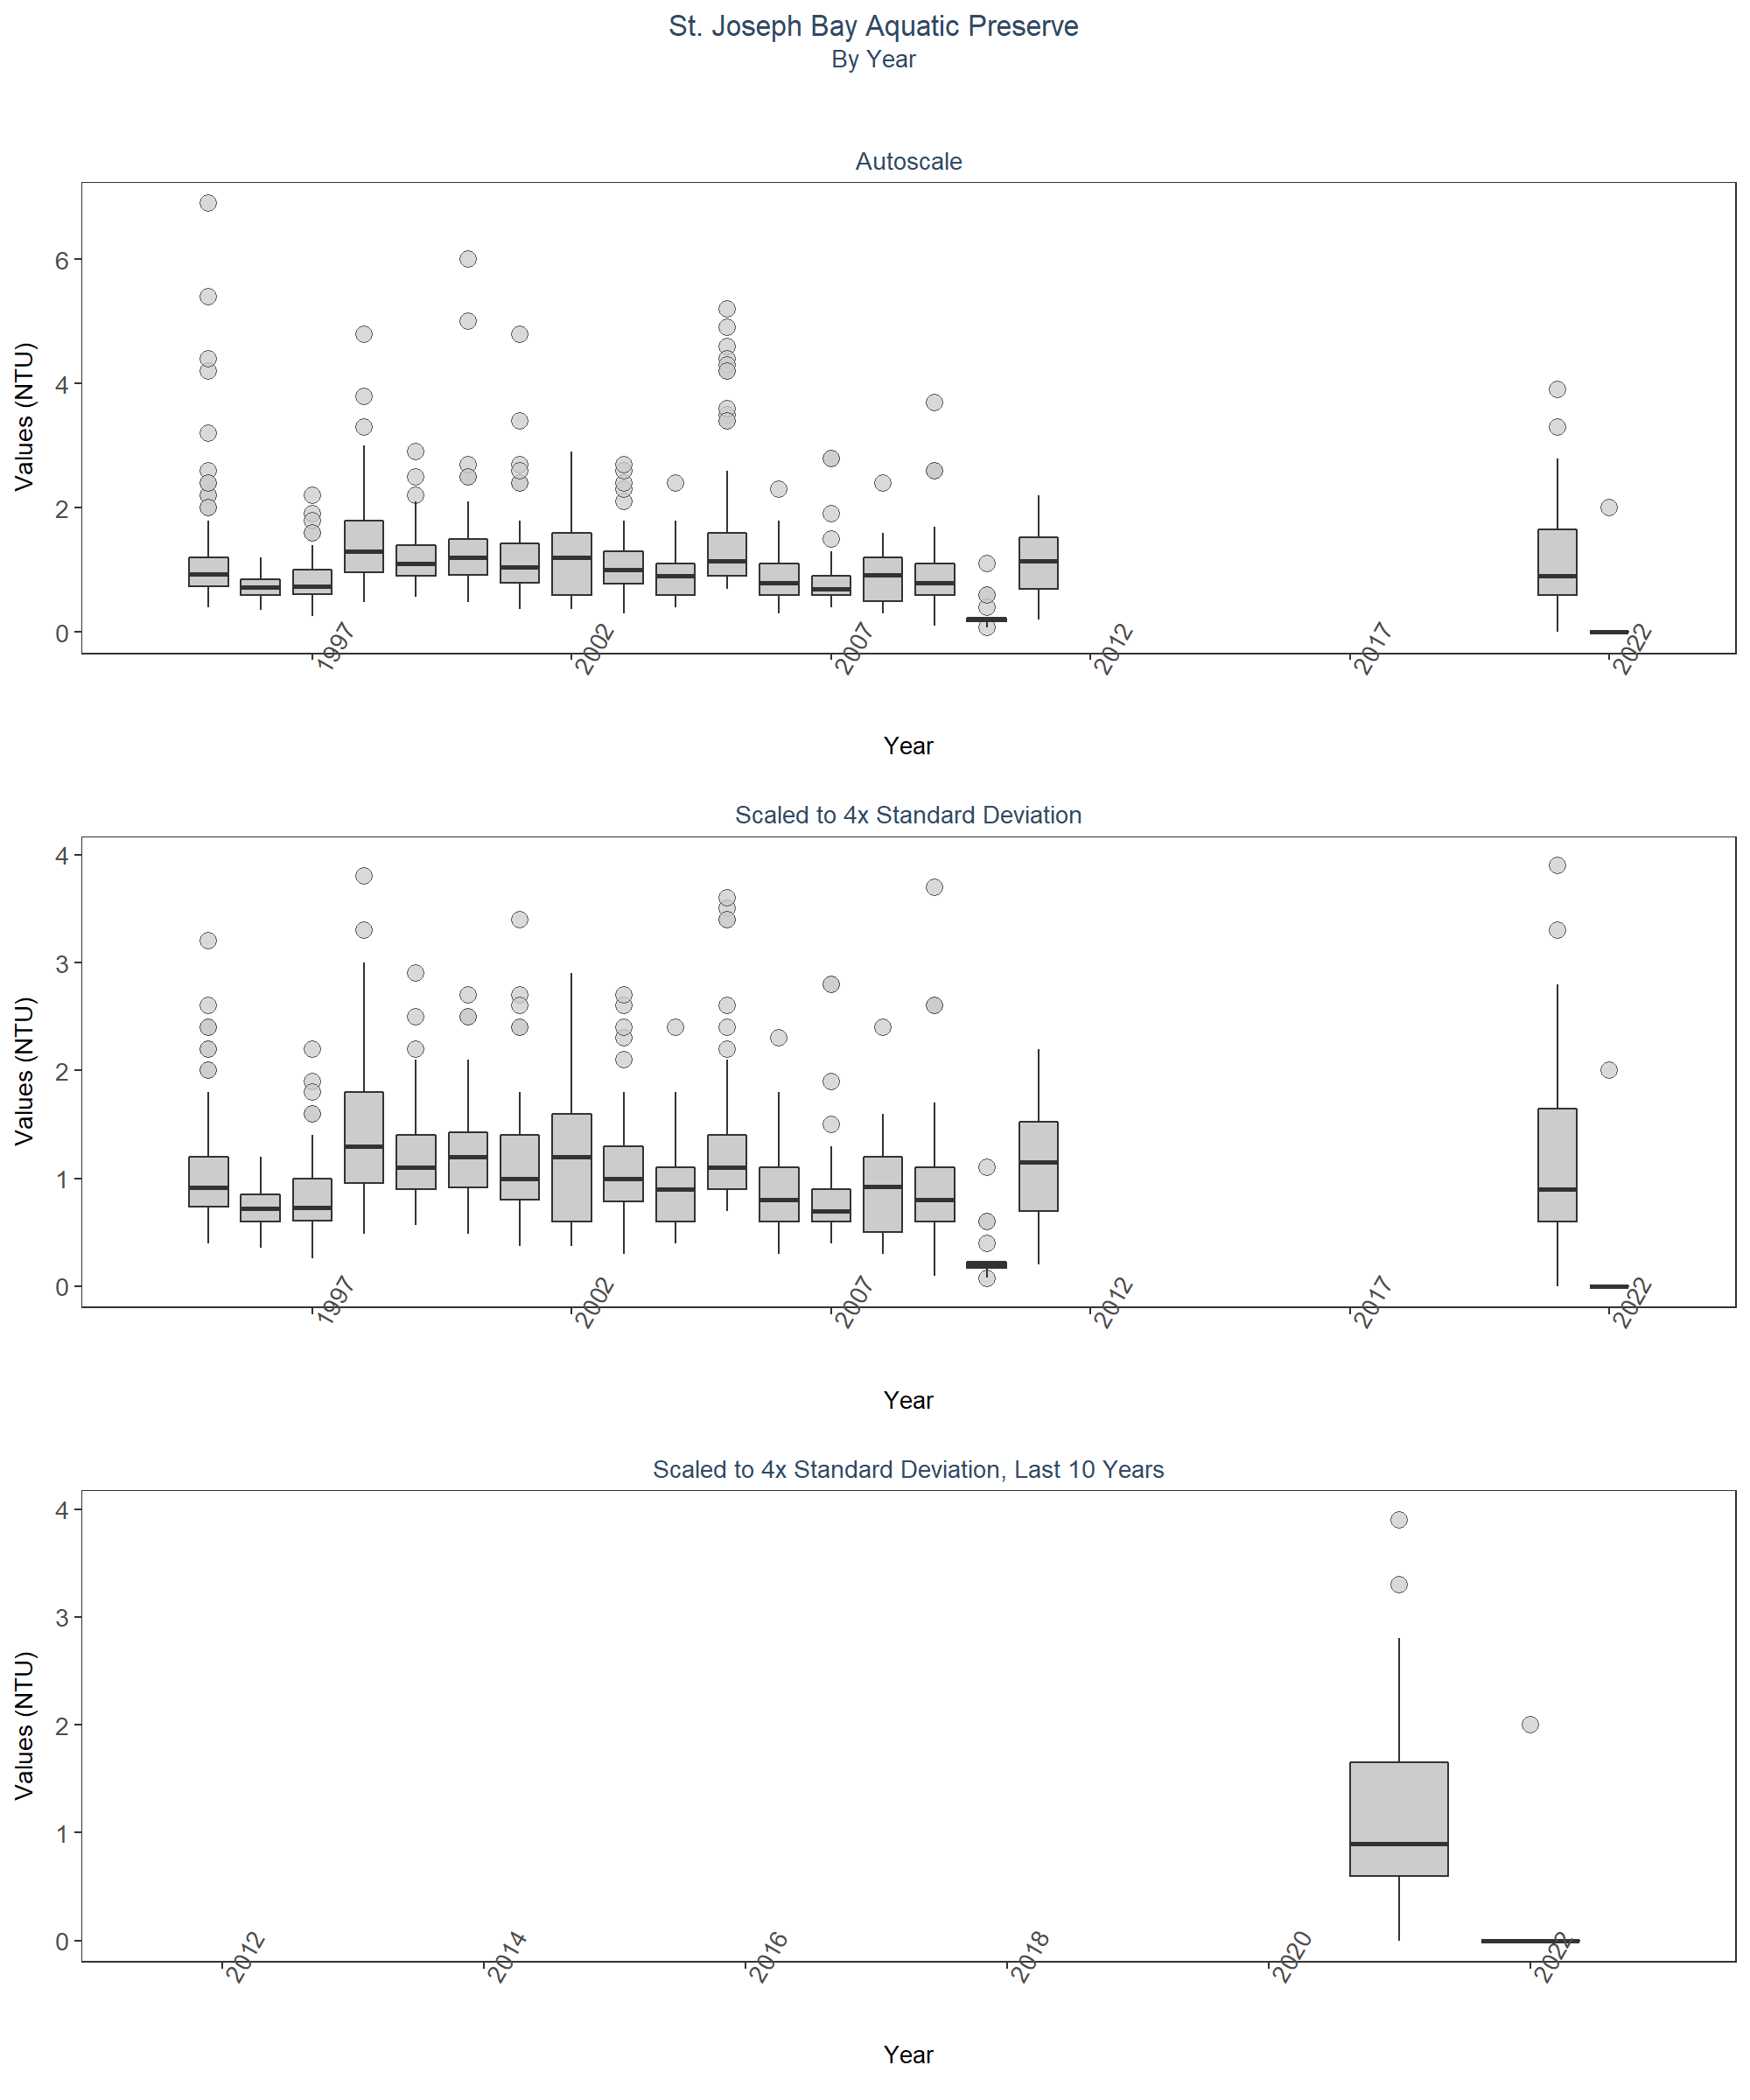 St. Joseph Bay Aquatic Preserve
By Year
Autoscale
Values (NTU)
6
4
2
0
1997
2002
2007
2012
2017
2022
Year
Scaled to 4x Standard Deviation
Values (NTU)
4
3
2
1
0
1997
2002
2007
2012
2017
2022
Year
Scaled to 4x Standard Deviation, Last 10 Years
Values (NTU)
4
3
2
1
0
2012
2014
2016
2018
2020
2022
Year